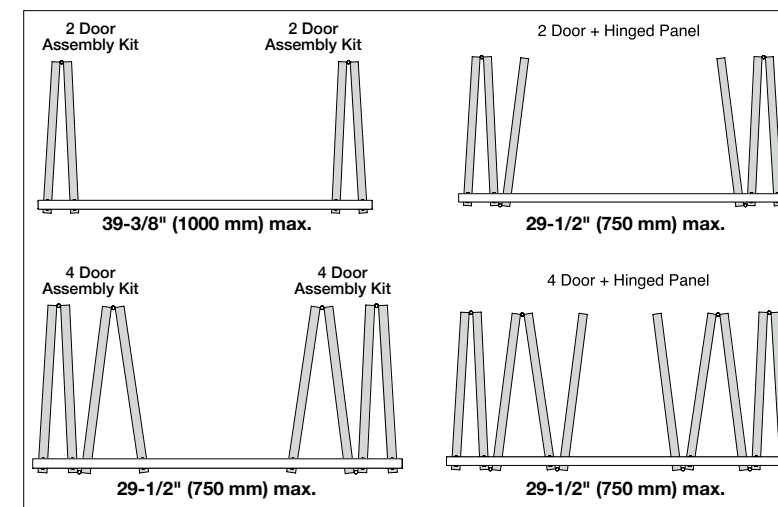 2 Door
Assembly Kit
2 Door
Assembly Kit
39-3/8" (1000 mm) max.
2 Door + Hinged Panel
29-1/2" (750 mm) max.
4 Door
Assembly Kit
4 Door
Assembly Kit
29-1/2" (750 mm) max.
4 Door + Hinged Panel
29-1/2" (750 mm) max.